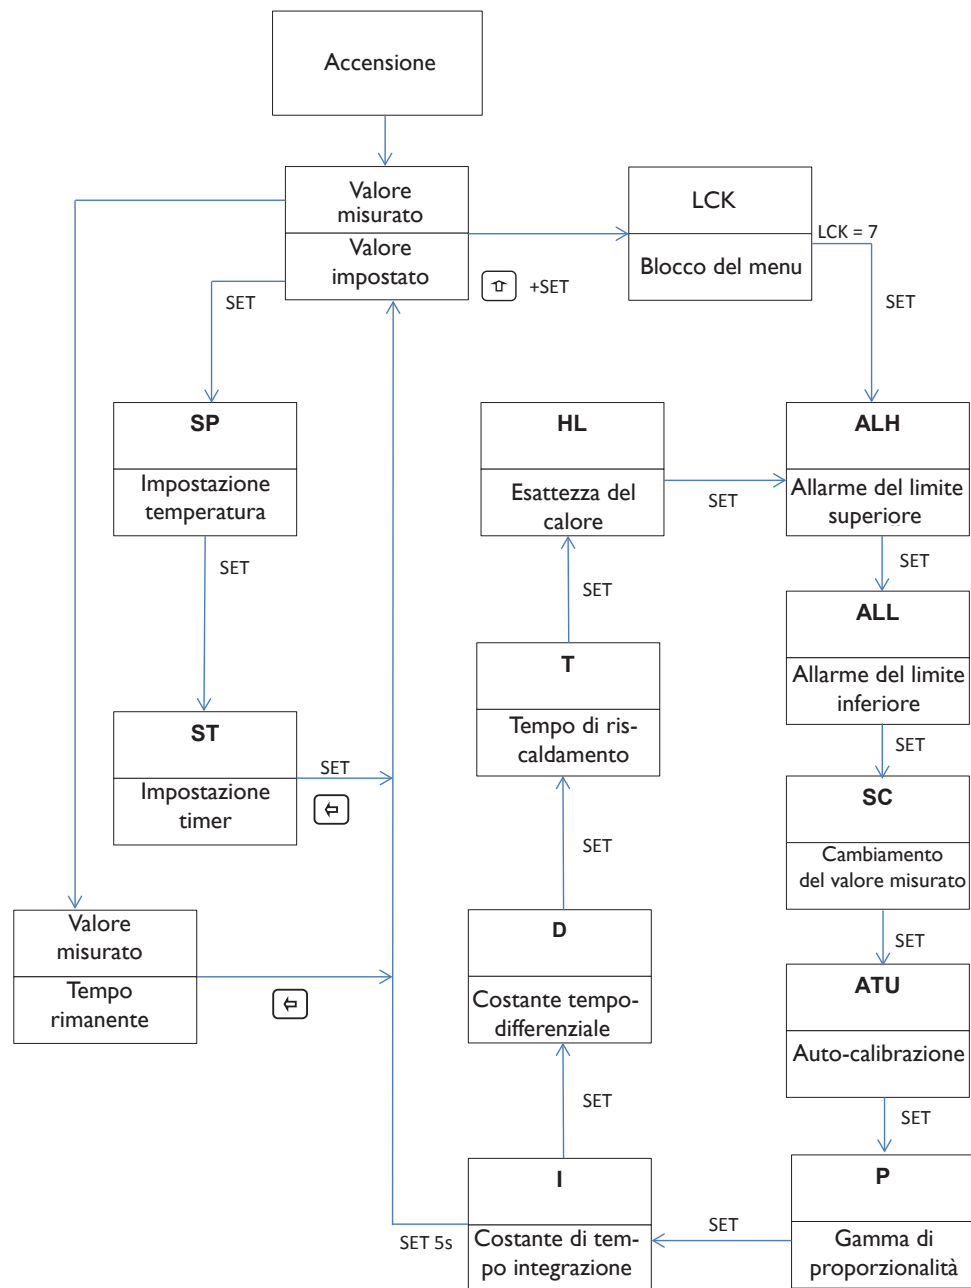 Accensione
Valore
misurato
Valore
impostato
LCK
Blocco del menu
LCK = 7
+SET
SET
SET
SP
Impostazione
temperatura
HL
Esattezza del
calore
SET
ALH
Allarme del limite
superiore
SET
SET
SET
ALL
Allarme del limite
inferiore
T
Tempo di ris-
caldamento
ST
Impostazione
timer
SET
SET
SC
Cambiamento
del valore misurato
SET
SET
Valore
misurato
Tempo
rimanente
D
Costante tempo-
differenziale
ATU
Auto-calibrazione
SET
SET
I
Costante di tem-
po integrazione
SET 5s
SET
P
Gamma di
proporzionalità